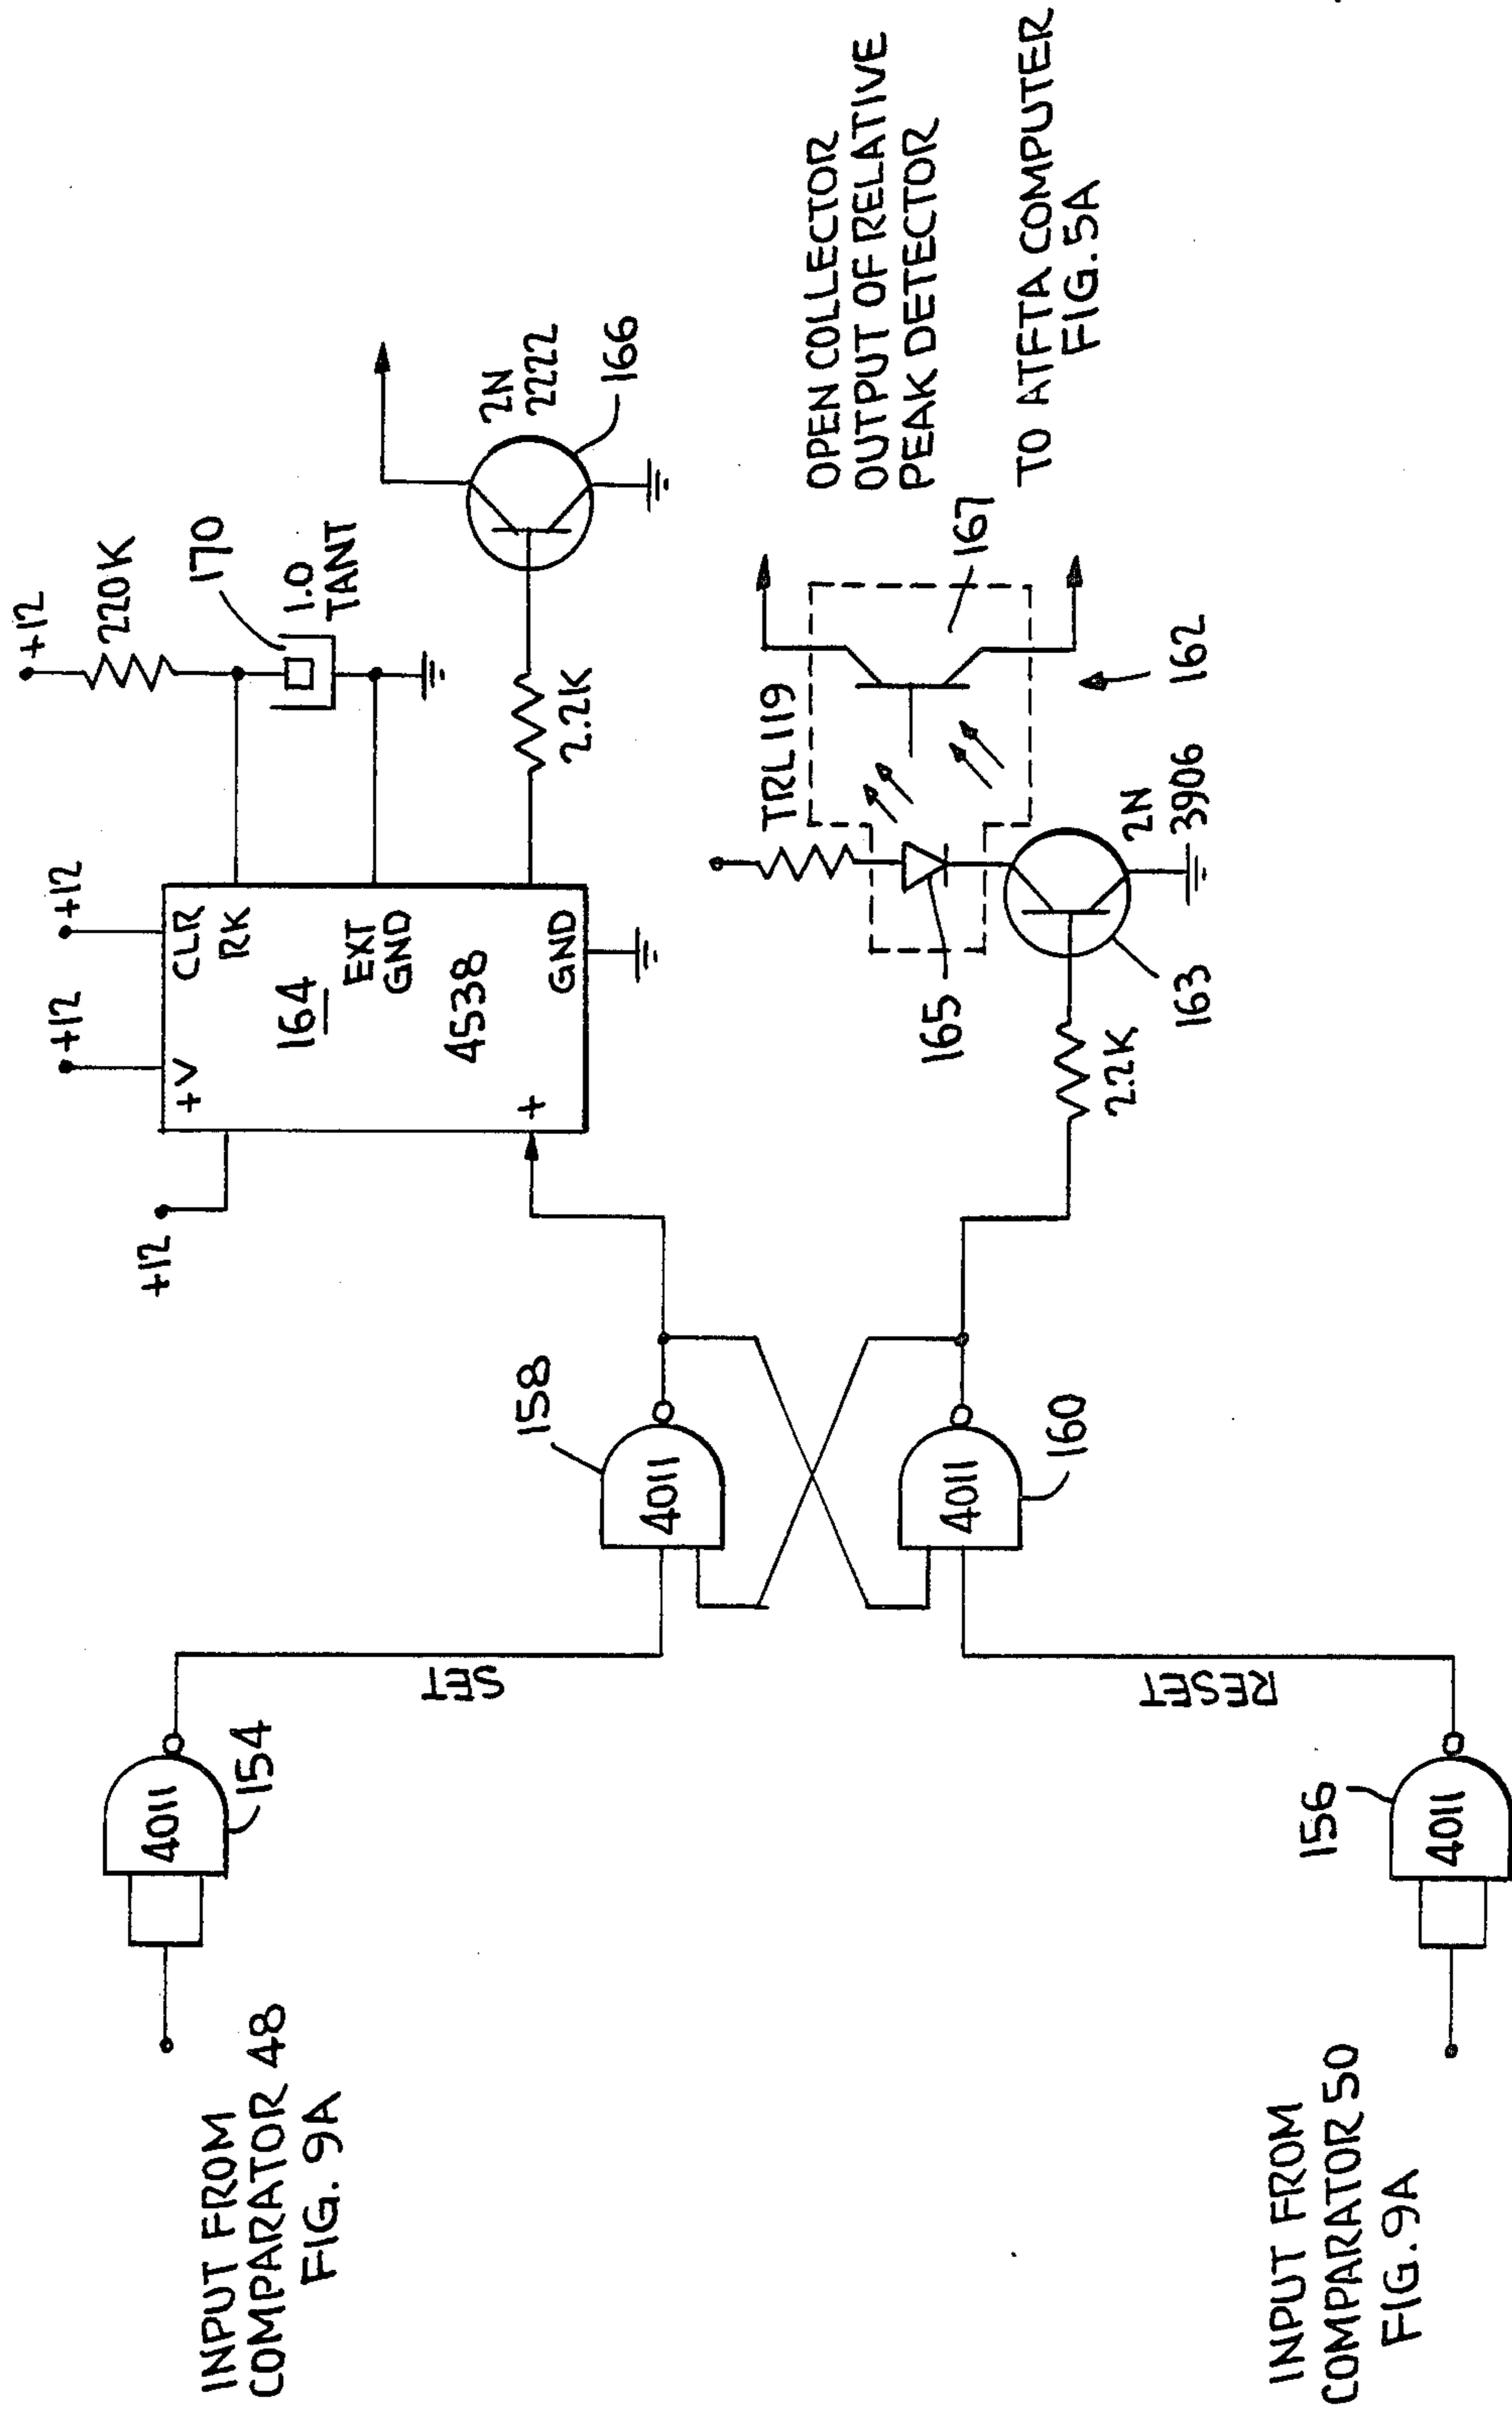 INPUT FROM
COMPARATOR 48
FIG. 9A
4011
154
SET
INPUT FROM
COMPARATOR 50
FIG. 9A
4011
156
RESET
4011
158
4011
160
+12
+12
+12
+V
CLR
RK
164
EXT
GND
4538
+
GND
+12
220K
170
1.0
TANT
2.2K
2N
2222
166
2.2K
163
2N
3906
165
TRL119
167
162
OPEN COLLECTOR
OUTPUT OF RELATIVE
PEAK DETECTOR
TO ATFTA COMPUTER
FIG. 5A